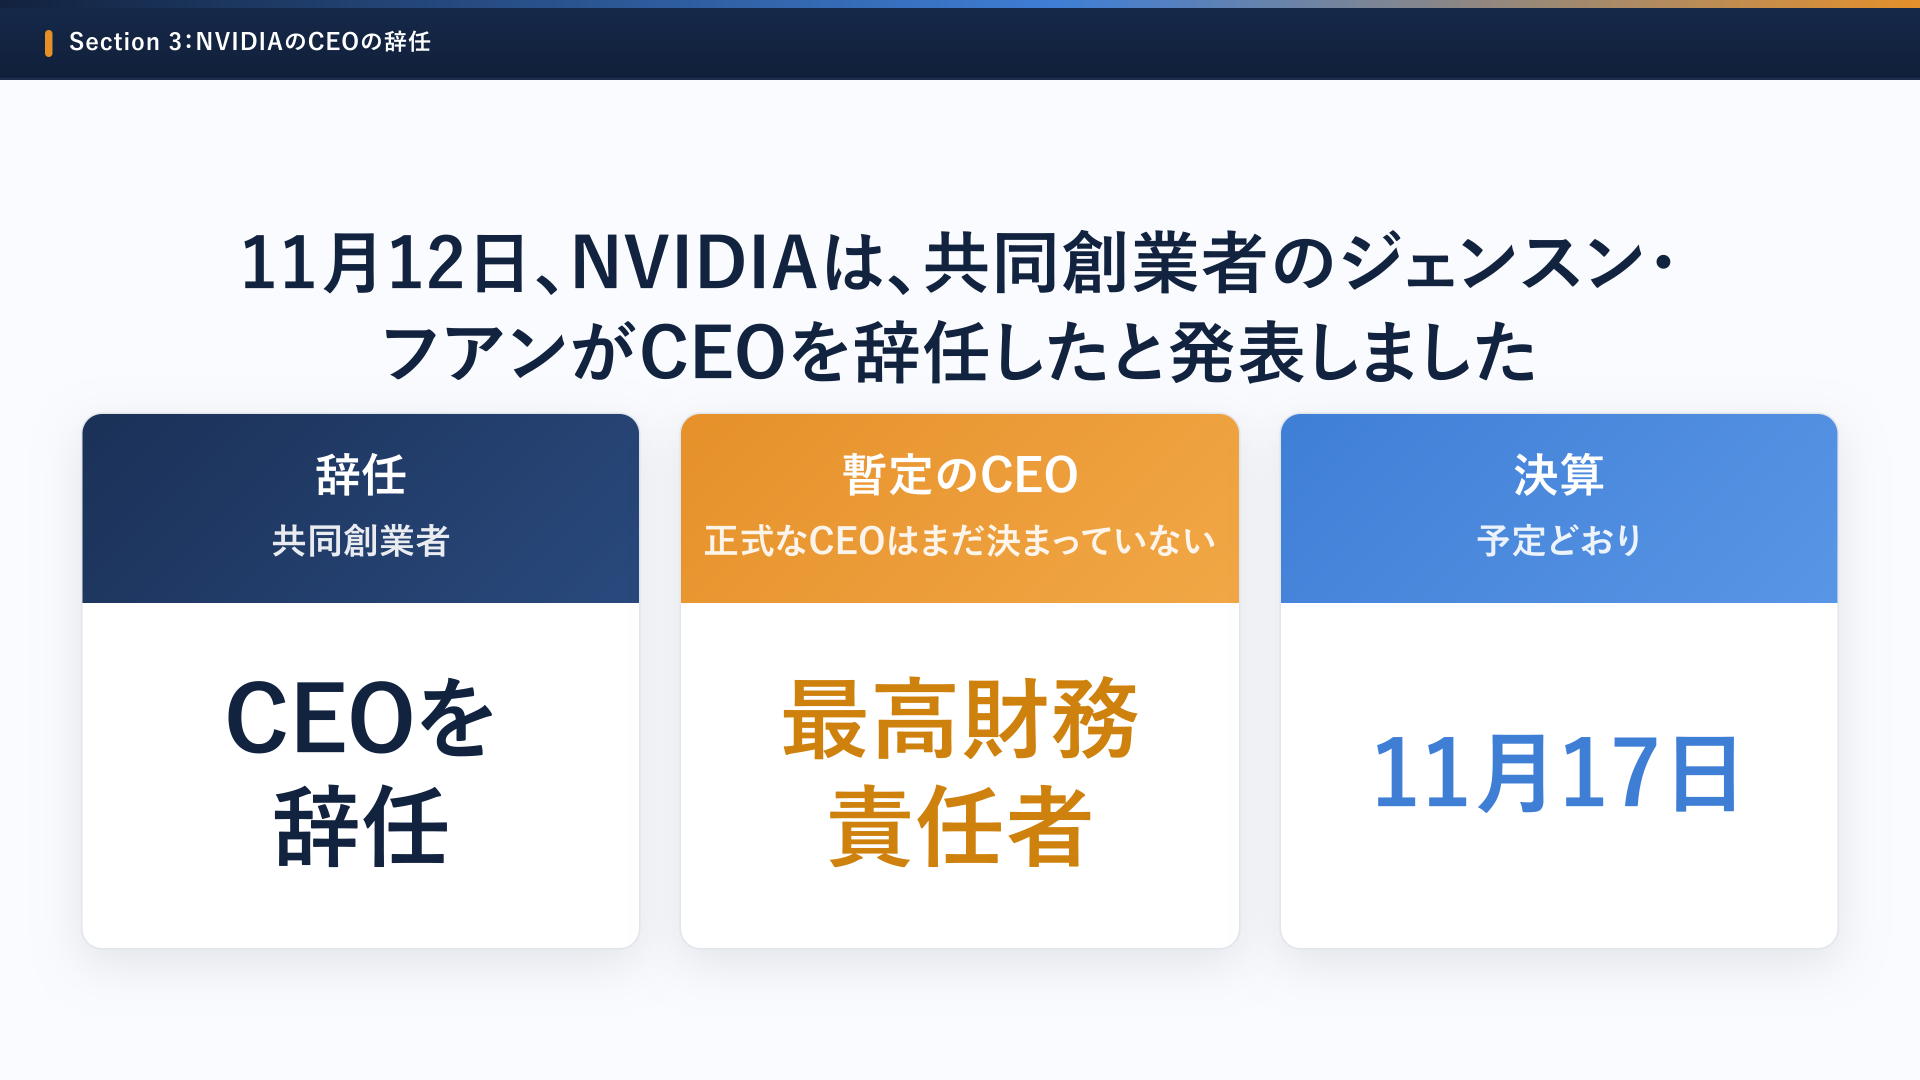 Section 3：NVIDIAのCEOの辞任
11月12日、NVIDIAは、共同創業者のジェンスン・
フアンがCEOを辞任したと発表しました
辞任
共同創業者
CEOを
辞任
暫定のCEO
正式なCEOはまだ決まっていない
最高財務
責任者
決算
予定どおり
11月17日